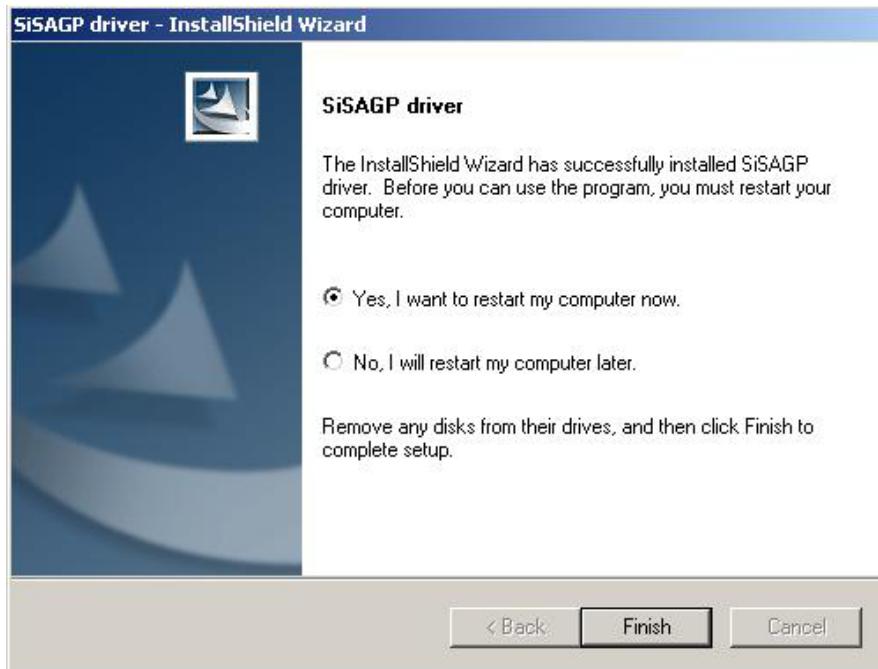 SiSAGP driver - InstallShield Wizard
SiSAGP driver
The InstallShield Wizard has successfully installed SiSAGP
driver. Before you can use the program, you must restart your
computer.
Yes, I want to restart my computer now.
No, I will restart my computer later.
Remove any disks from their drives, and then click Finish to
complete setup.
< Back Finish Cancel